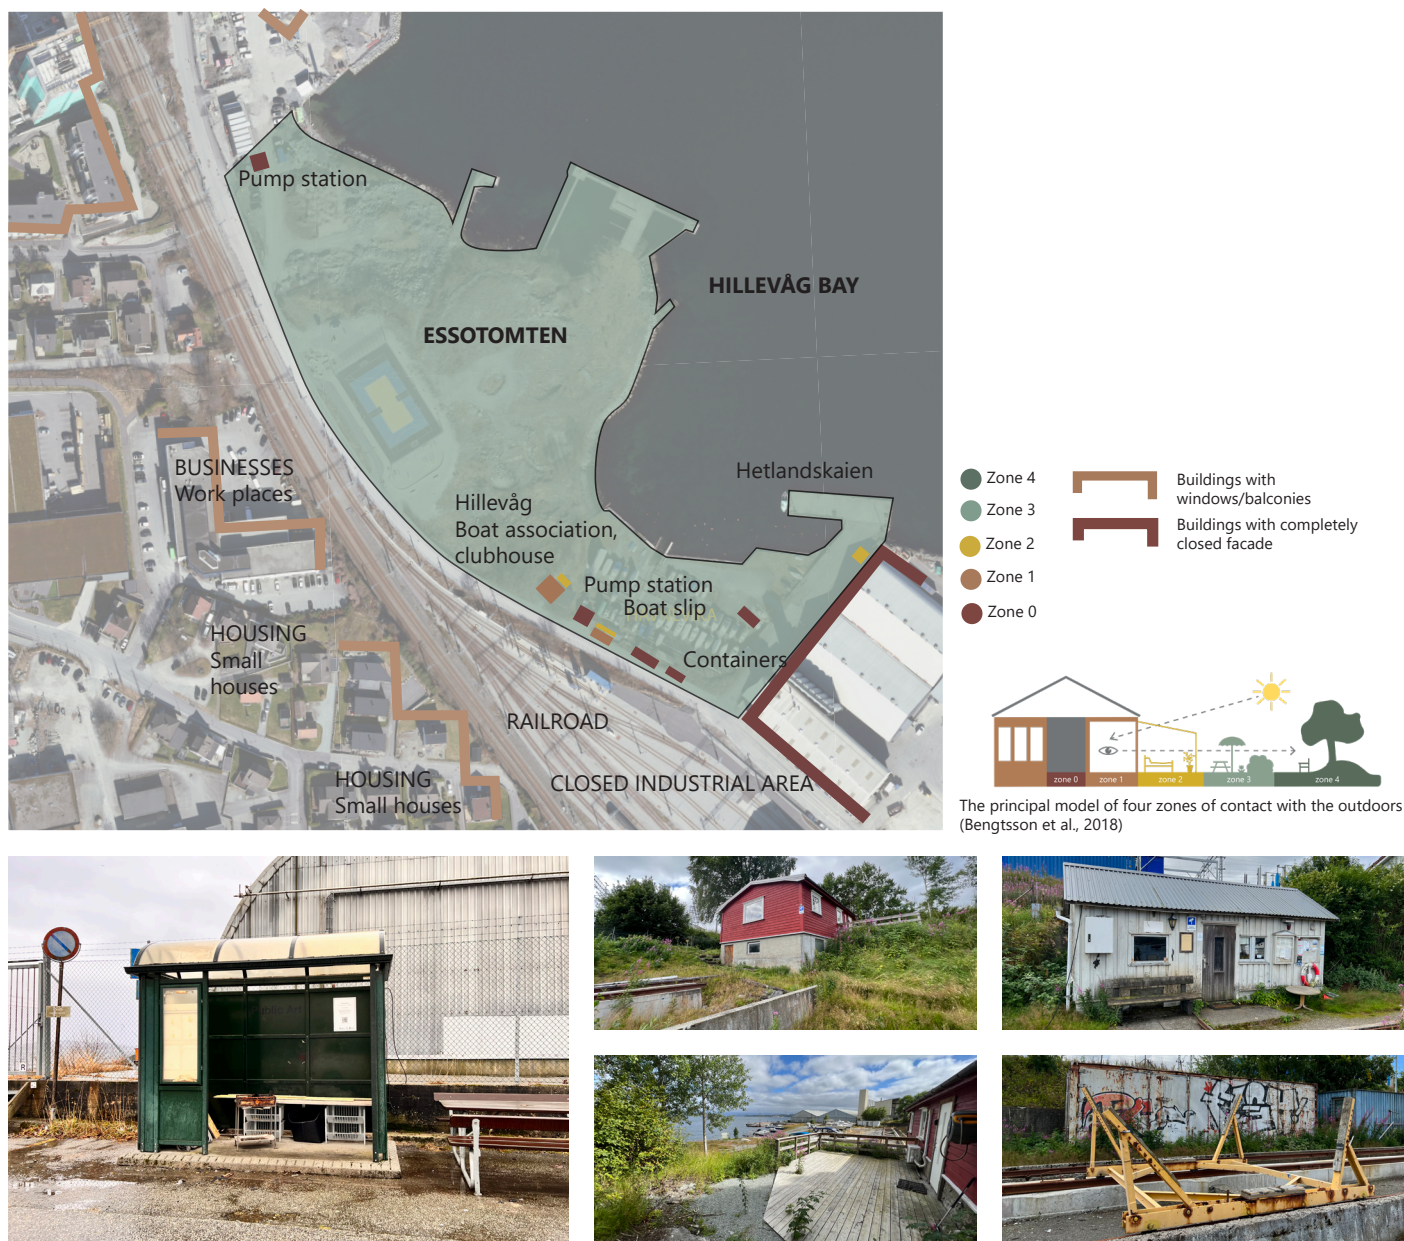 Pump station
HILLEVÅG BAY
ESSOTOMTEN
BUSINESSES
Work places
Hetlandskaien
Hillevåg
Boat association,
clubhouse
Pump station
Boat slip
HOUSING
Small
houses
Containers
RAILROAD
HOUSING
Small houses
CLOSED INDUSTRIAL AREA
Zone 4
Zone 3
Zone 2
Zone 1
Zone 0
Buildings with
windows/balconies
Buildings with completely
closed facade
zone 0
zone 1
zone 2
zone 3
zone 4
The principal model of four zones of contact with the outdoors
(Bengtsson et al., 2018)
Public Art
R